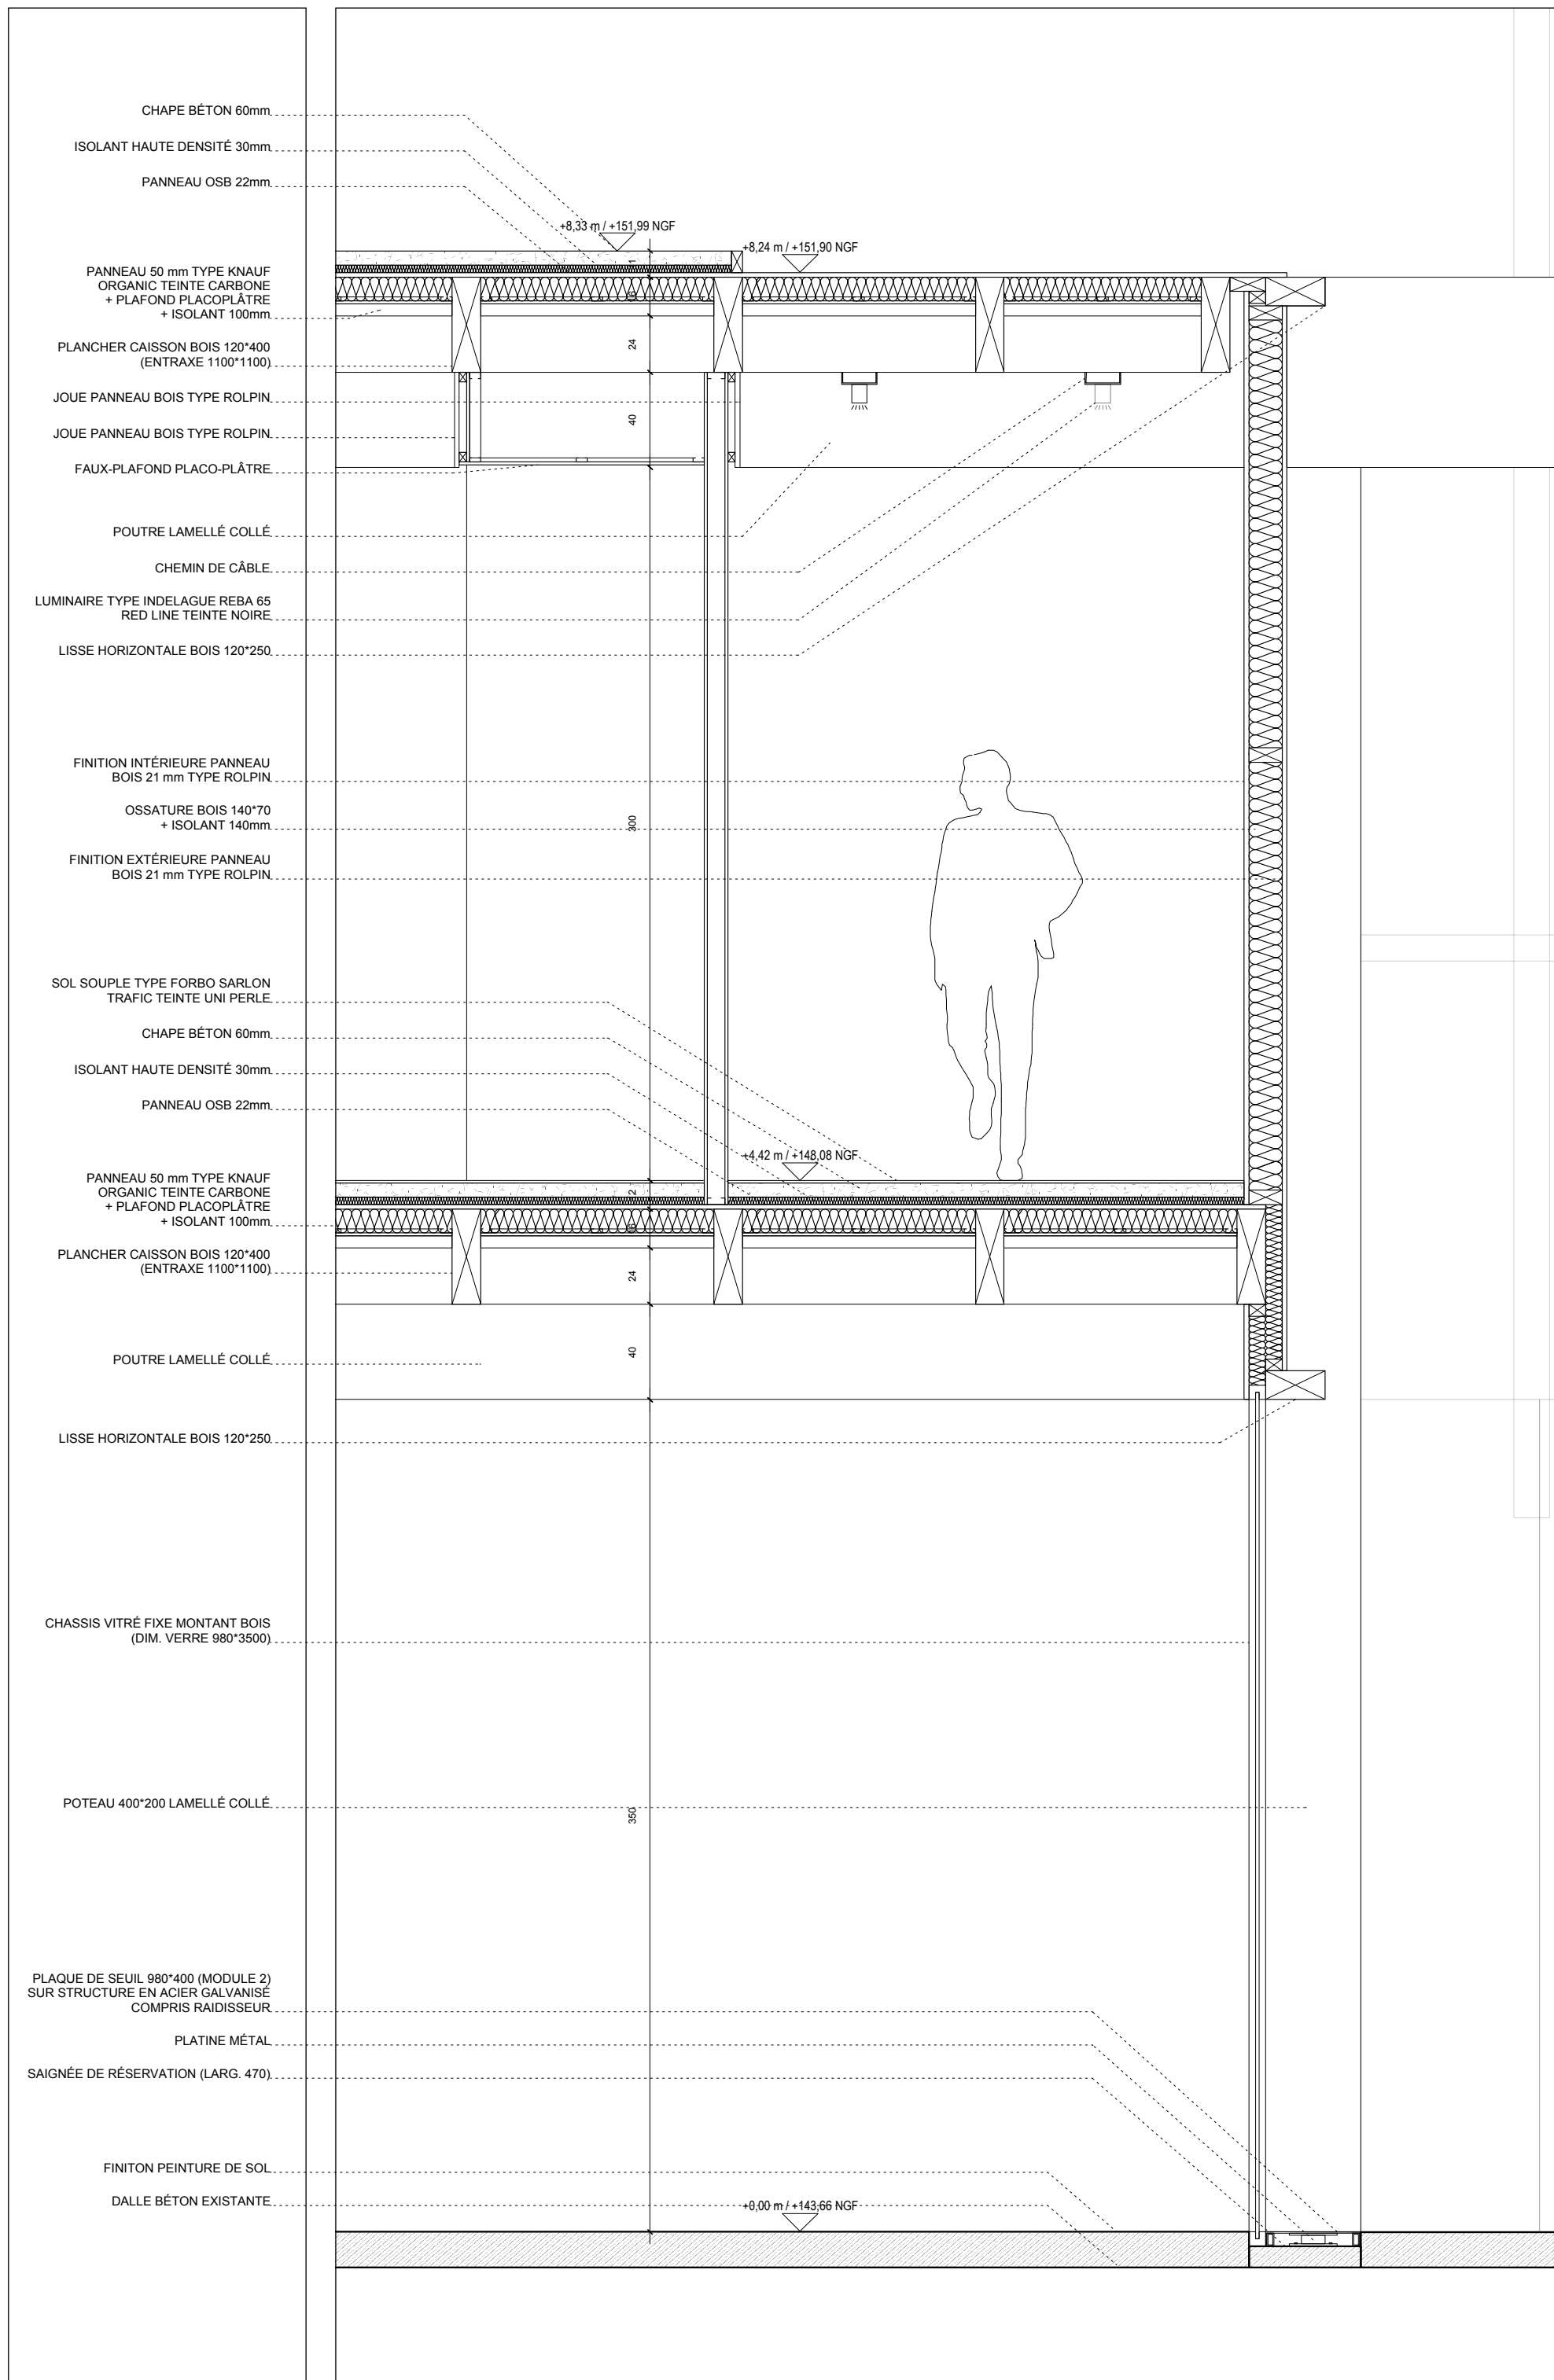 CHAPE BÉTON 60mm
ISOLANT HAUTE DENSITÉ 30mm
PANNEAU OSB 22mm
+8,33 m / +151,99 NGF
+8,24 m / +151,90 NGF
PANNEAU 50 mm TYPE KNAUF
ORGANIC TEINTE CARBONE
+ PLAFOND PLACOPLÂTRE
+ ISOLANT 100mm
16
24
PLANCHER CAISSON BOIS 120*400
(ENTRAXE 1100*1100)
JOUE PANNEAU BOIS TYPE ROLPIN
40
JOUE PANNEAU BOIS TYPE ROLPIN
FAUX-PLAFOND PLACO-PLÂTRE
POUTRE LAMELLÉ COLLÉ
CHEMIN DE CÂBLE
LUMINAIRE TYPE INDELAGUE REBA 65
RED LINE TEINTE NOIRE
LISSE HORIZONTALE BOIS 120*250
FINITION INTÉRIEURE PANNEAU
BOIS 21 mm TYPE ROLPIN
OSSATURE BOIS 140*70
+ ISOLANT 140mm
300
FINITION EXTÉRIEURE PANNEAU
BOIS 21 mm TYPE ROLPIN
SOL SOUPLE TYPE FORBO SARLON
TRAFIC TEINTE UNI PERLE
CHAPE BÉTON 60mm
ISOLANT HAUTE DENSITÉ 30mm
PANNEAU OSB 22mm
+4,42 m / +148,08 NGF
PANNEAU 50 mm TYPE KNAUF
ORGANIC TEINTE CARBONE
+ PLAFOND PLACOPLÂTRE
+ ISOLANT 100mm
16
PLANCHER CAISSON BOIS 120*400
(ENTRAXE 1100*1100)
24
POUTRE LAMELLÉ COLLÉ
40
LISSE HORIZONTALE BOIS 120*250
CHASSIS VITRÉ FIXE MONTANT BOIS
(DIM. VERRE 980*3500)
POTEAU 400*200 LAMELLÉ COLLÉ
350
PLAQUE DE SEUIL 980*400 (MODULE 2)
SUR STRUCTURE EN ACIER GALVANISÉ
COMPRIS RAIDISSEUR
PLATINE MÉTAL
SAIGNÉE DE RÉSERVATION (LARG. 470)
FINITON PEINTURE DE SOL
DALLE BÉTON EXISTANTE
+0,00 m / +143,66 NGF